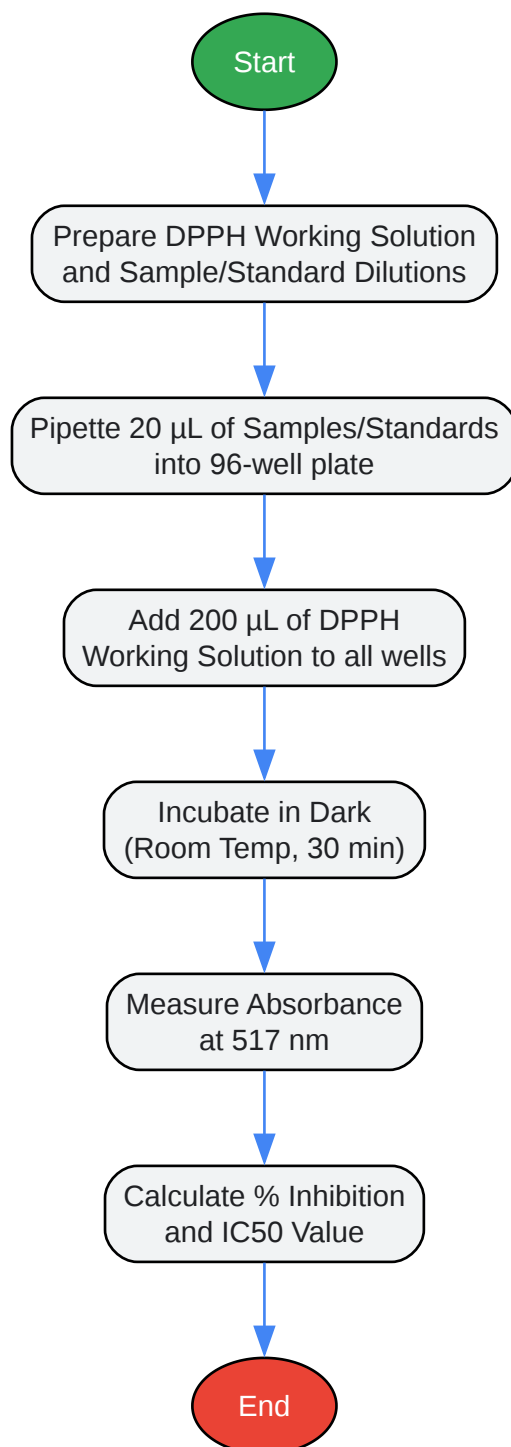 Start
Prepare DPPH Working Solution
and Sample/Standard Dilutions
Pipette 20 µL of Samples/Standards
into 96-well plate
Add 200 µL of DPPH
Working Solution to all wells
Incubate in Dark
(Room Temp, 30 min)
Measure Absorbance
at 517 nm
Calculate % Inhibition
and IC50 Value
End